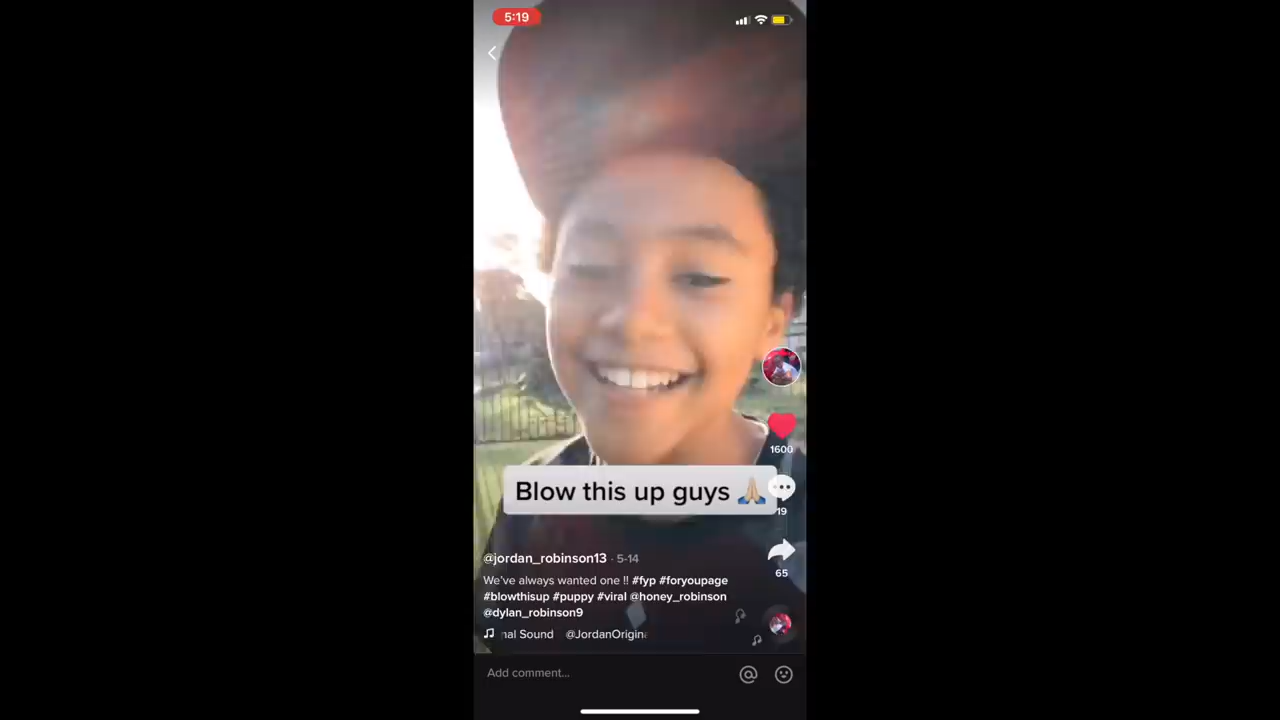 5:19
Blow this up guys 🙏🏼
1600
19
65
@jordan_robinson13 · 5-14
We've always wanted one !! #fyp #foryoupage
#blowthisup #puppy #viral @honey_robinson
@dylan_robinson9
nal Sound @JordanOrigin
Add comment...